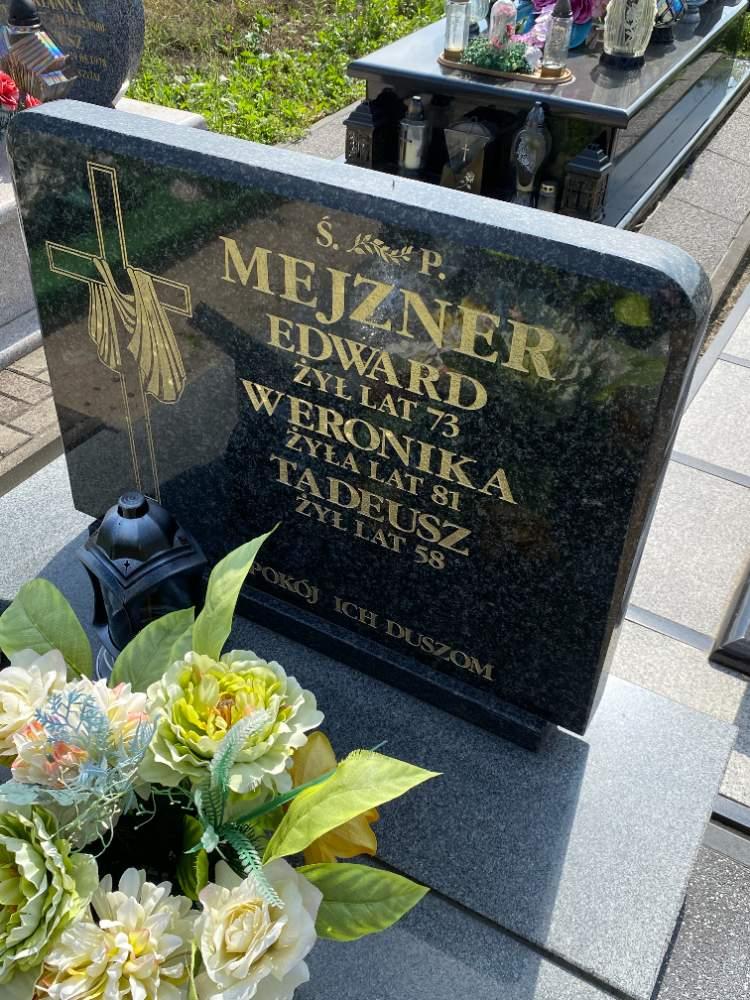 Ś. P.
MEJZNER
EDWARD
ŻYŁ LAT 73
WERONIKA
ŻYŁA LAT 81
TADEUSZ
ŻYŁ LAT 58
POKÓJ ICH DUSZOM